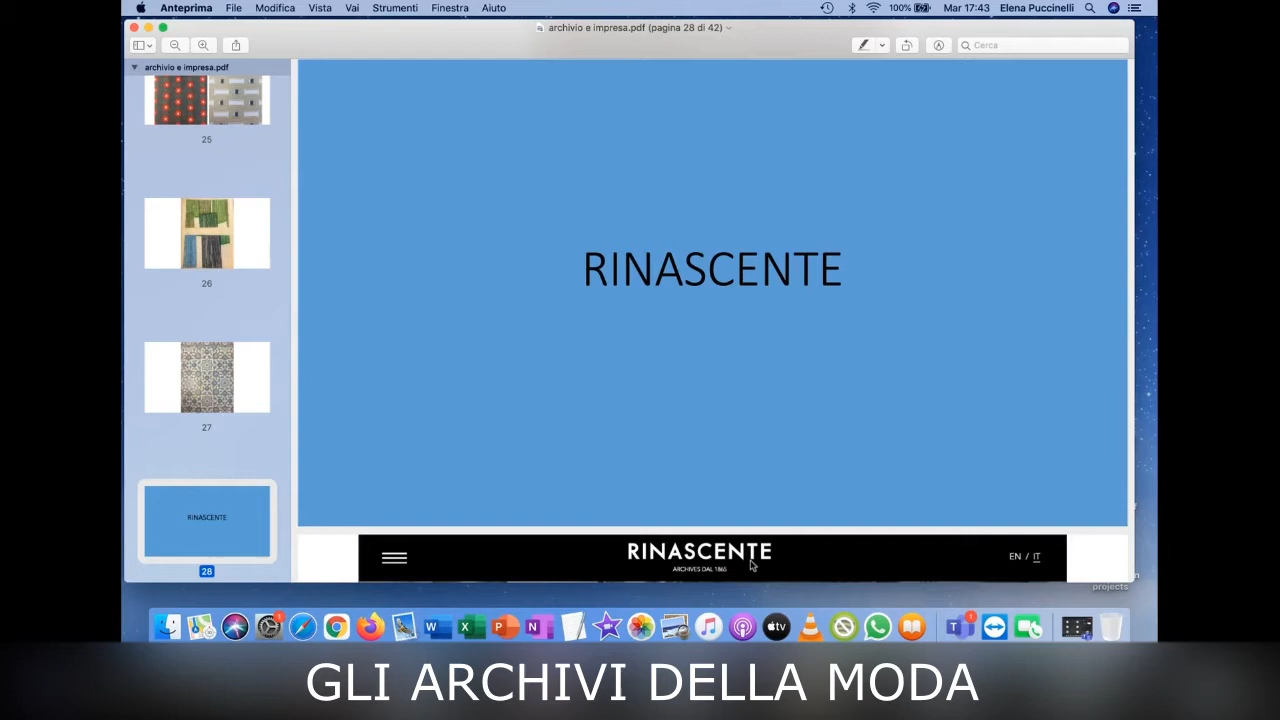 Anteprima File Modifica Vista Vai Strumenti Finestra Aiuto 100% Mar 17:43 Elena Puccinelli
archivio e impresa.pdf (pagina 28 di 42)
Cerca
archivio e impresa.pdf
25
26
27
RINASCENTE
28
RINASCENTE
RINASCENTE
ARCHIVES DAL 1865
EN / IT
projects
GLI ARCHIVI DELLA MODA